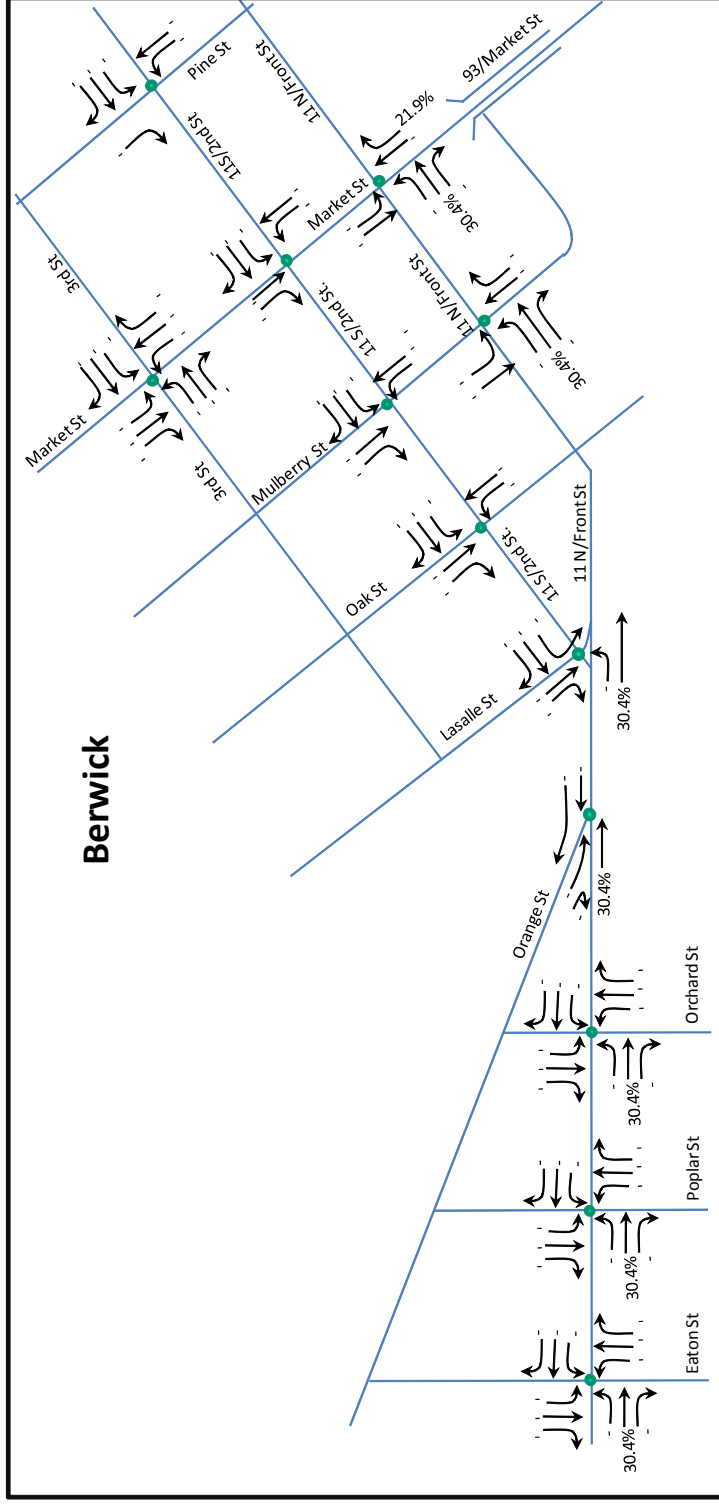 Berwick
Pine St
11 N/Front St
93/Market St
11S/2nd St
21.9%
Market St
30.4%
3rd St
11 N/Front St
11S/2nd St.
Market St
30.4%
3rd St
Mulberry St
11S/2nd St.
11 N/Front St
Oak St
Lasalle St
30.4%
Orange St
30.4%
Orchard St
30.4%
Poplar St
30.4%
Eaton St
30.4%